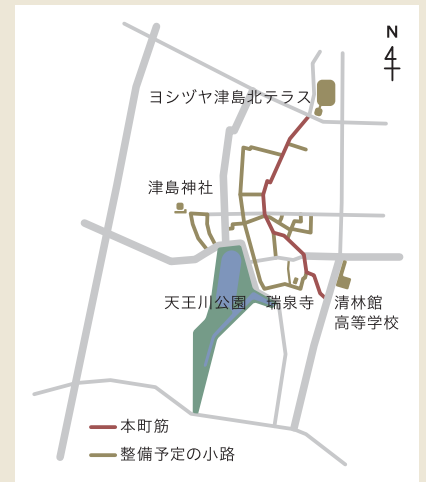 N
ヨシヅヤ津島北テラス
津島神社
天王川公園
瑞泉寺
清林館
高等学校
本町筋
整備予定の小路